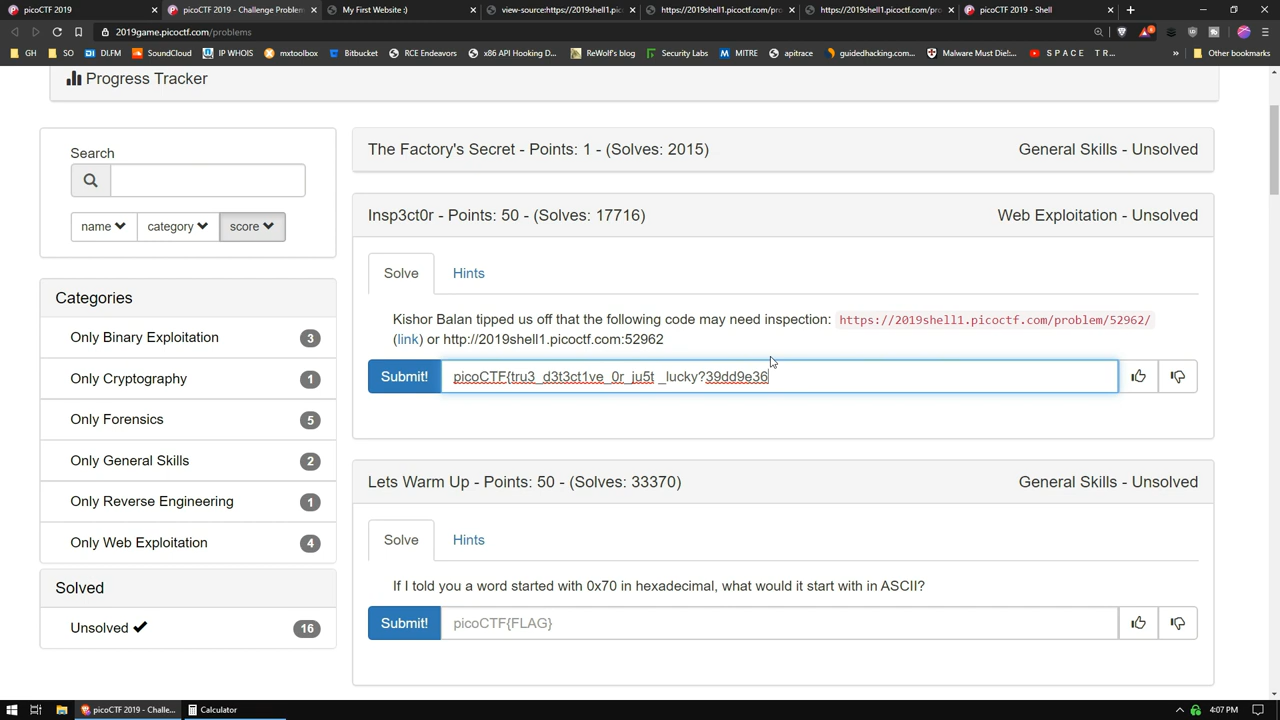 picoCTF 2019
picoCTF 2019 - Challenge Problem
My First Website :)
view-source:https://2019shell1.pic
https://2019shell1.picoctf.com/pro
https://2019shell1.picoctf.com/pro
picoCTF 2019 - Shell
2019game.picoctf.com/problems
GH
DI
DLFM
SoundCloud
IP WHOIS
mxtoolbox
Bitbucket
RCE Endeavors
x86 API Hooking D...
ReWolf's blog
Security Labs
MITRE
apitrace
guidedhacking.com...
Malware Must Die!:...
S P A C E T R...
Other bookmarks
Progress Tracker
Search
name
category
score
Categories
Only Binary Exploitation 3
Only Cryptography 2
Only Forensics 5
Only General Skills 2
Only Reverse Engineering 1
Only Web Exploitation 4
Solved
Unsolved 16
The Factory's Secret - Points: 1 - (Solves: 2015)
General Skills - Unsolved
Insp3ct0r - Points: 50 - (Solves: 17716)
Web Exploitation - Unsolved
Solve
Hints
Kishor Balan tipped us off that the following code may need inspection: https://2019shell1.picoctf.com/problem/52962/
(link) or http://2019shell1.picoctf.com:52962
Submit!
picoCTF{tru3_d3t3ct1ve_0r_ju5t _lucky?39dd9e36
Lets Warm Up - Points: 50 - (Solves: 33370)
General Skills - Unsolved
Solve
Hints
If I told you a word started with 0x70 in hexadecimal, what would it start with in ASCII?
Submit!
picoCTF{FLAG}
picoCTF 2019 - Challe...
Calculator
4:07 PM